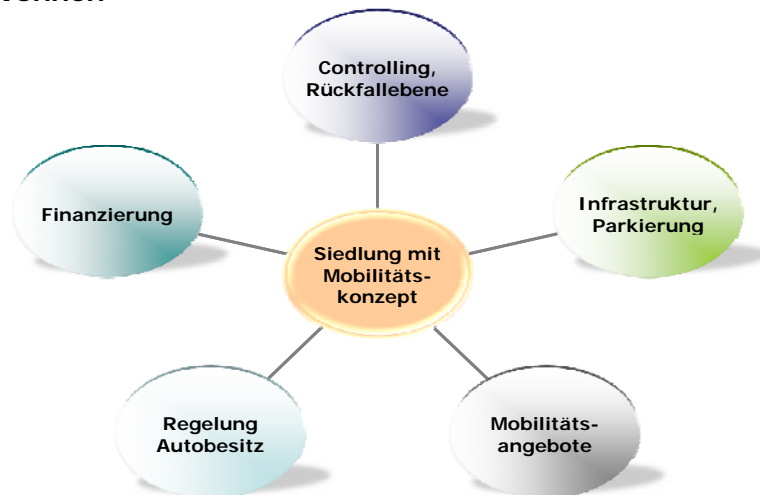 Controlling,
Rückfallebene
Finanzierung
Infrastruktur,
Parkierung
Siedlung mit
Mobilitäts-
konzept
Regelung
Autobesitz
Mobilitäts-
angebote